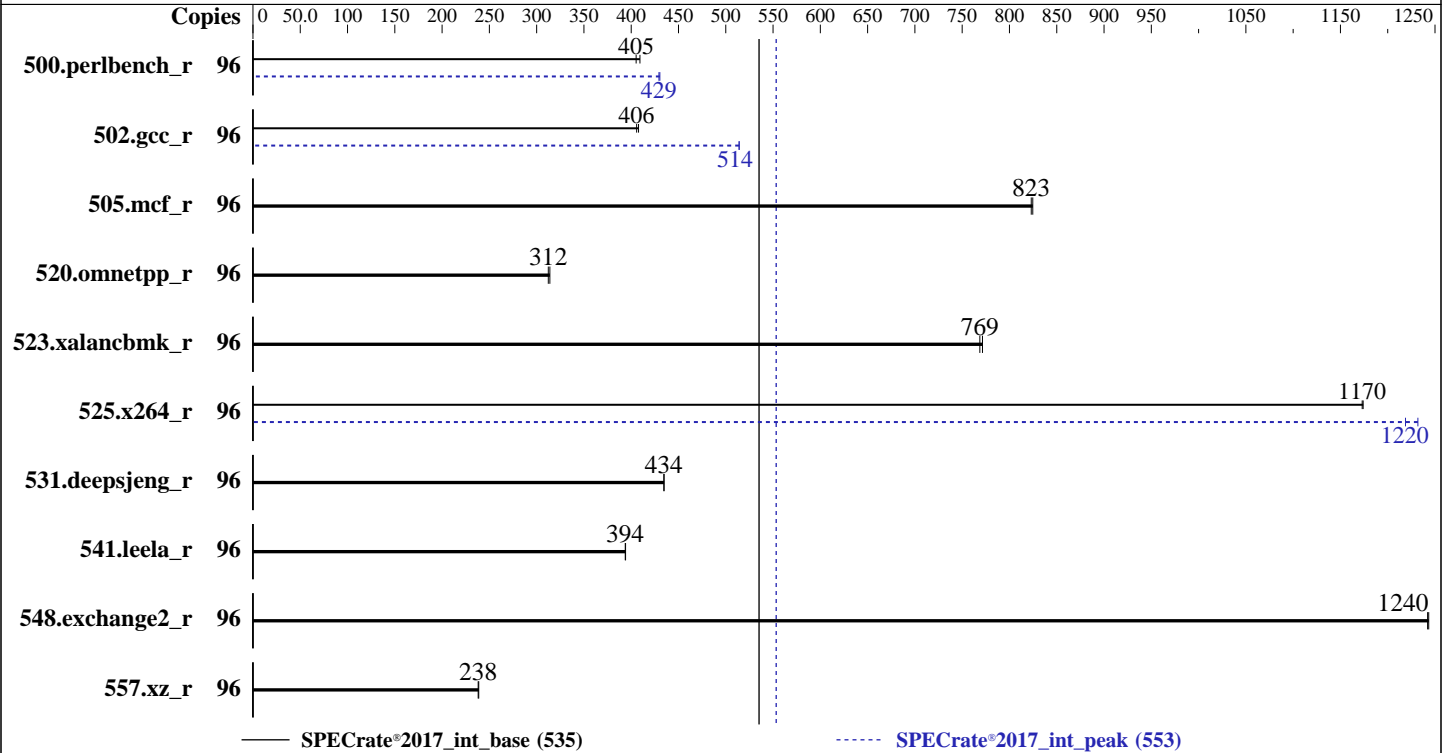 Copies 0 50.0 100 150 200 250 300 350 400 450 500 550 600 650 700 750 800 850 900 950 1050 1150 1250
500.perlbench_r 96 405
429
502.gcc_r 96 406
514
505.mcf_r 96 823
520.omnetpp_r 96 312
523.xalancbmk_r 96 769
525.x264_r 96 1170
1220
531.deepsjeng_r 96 434
541.leela_r 96 394
548.exchange2_r 96 1240
557.xz_r 96 238
SPECrate®2017_int_base (535) SPECrate®2017_int_peak (553)